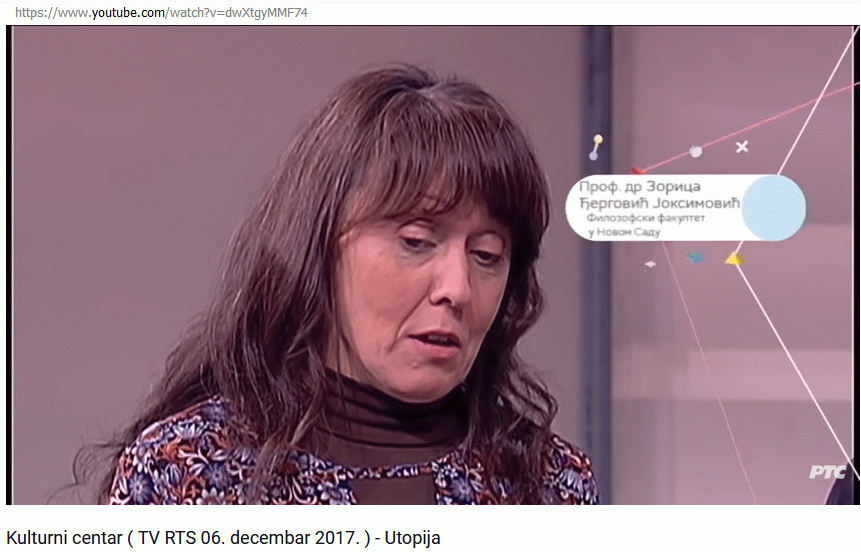 https://www.youtube.com/watch?v=dwXtgyMMF74
Проф. др Зорица
Ђерговић Јоксимовић
Филозофски факултет
у Новом Саду
РТС
Kulturni centar ( TV RTS 06. decembar 2017. ) - Utopija